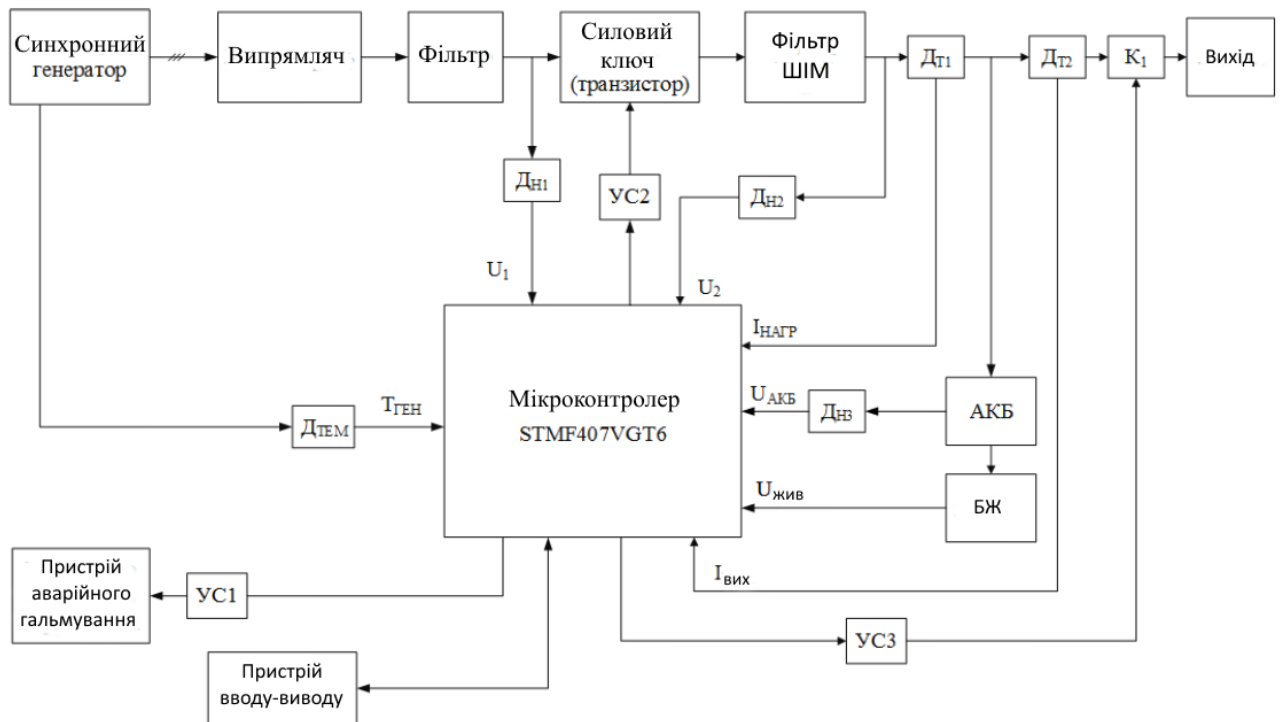 Синхронний
генератор
Випрямляч
Фільтр
Силовий
ключ
(транзистор)
Фільтр
ШІМ
ДТ1
ДТ2
К1
Вихід
ДН1
УС2
ДН2
U1
U2
IНАГР
Мікроконтролер
STMF407VGT6
UАКБ
ДН3
АКБ
TГЕН
ДТЕМ
Uжив
БЖ
Iвих
Пристрій
аварійного
гальмування
УС1
УС3
Пристрій
вводу-виводу